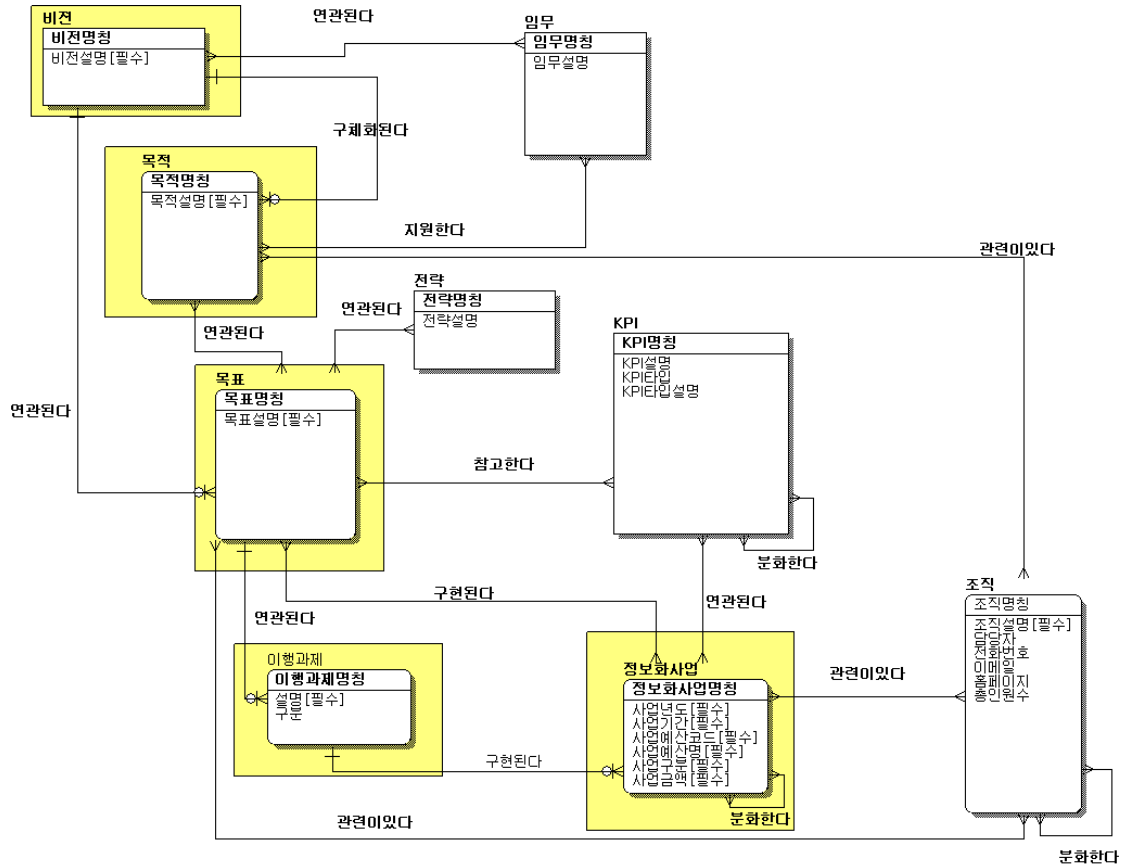 비젼
비전명칭
비전설명[필수]
연관된다
임무
임무명칭
임무설명
구체화된다
목적
목적명칭
목적설명[필수]
지원한다
관련이있다
전략
전략명칭
전략설명
연관된다
연관된다
KPI
KPI명칭
KPI설명
KPI타입
KPI타입설명
목표
목표명칭
목표설명[필수]
연관된다
참고한다
분화한다
구현된다
연관된다
연관된다
조직
조직명칭
조직설명[필수]
담당자
전화번호
이메일
홈페이지
총인원수
이행과제
이행과제명칭
설명[필수]
구분
정보화사업
정보화사업명칭
사업년도[필수]
사업기간[필수]
사업예산코드[필수]
사업예산명[필수]
사업구분[필수]
사업금액[필수]
관련이있다
구현된다
분화한다
관련이있다
분화한다